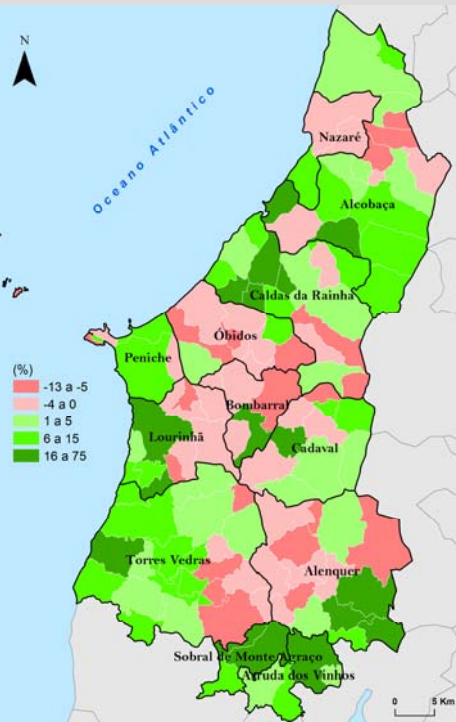 N
Oceano Atlântico
Nazaré
Alcobaça
Caldas da Rainha
Óbidos
Peniche
(%)
-13 a -5
-4 a 0
1 a 5
6 a 15
16 a 75
Bombarral
Lourinhã
Cadaval
Torres Vedras
Alenquer
Sobral de Monte Agraço
Arruda dos Vinhos
0 5 Km